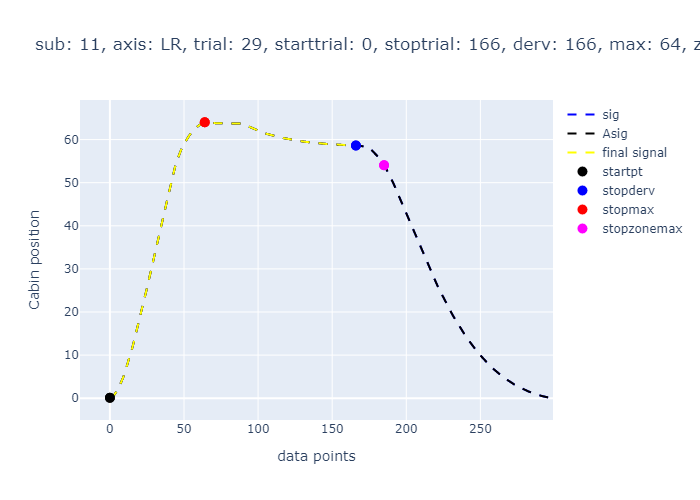 sub: 11, axis: LR, trial: 29, starttrial: 0, stoptrial: 166, derv: 166, max: 64, z
sig
Asig
final signal
startpt
stopderv
stopmax
stopzonemax
60
50
40
30
20
10
0
Cabin position
0 50 100 150 200 250
data points